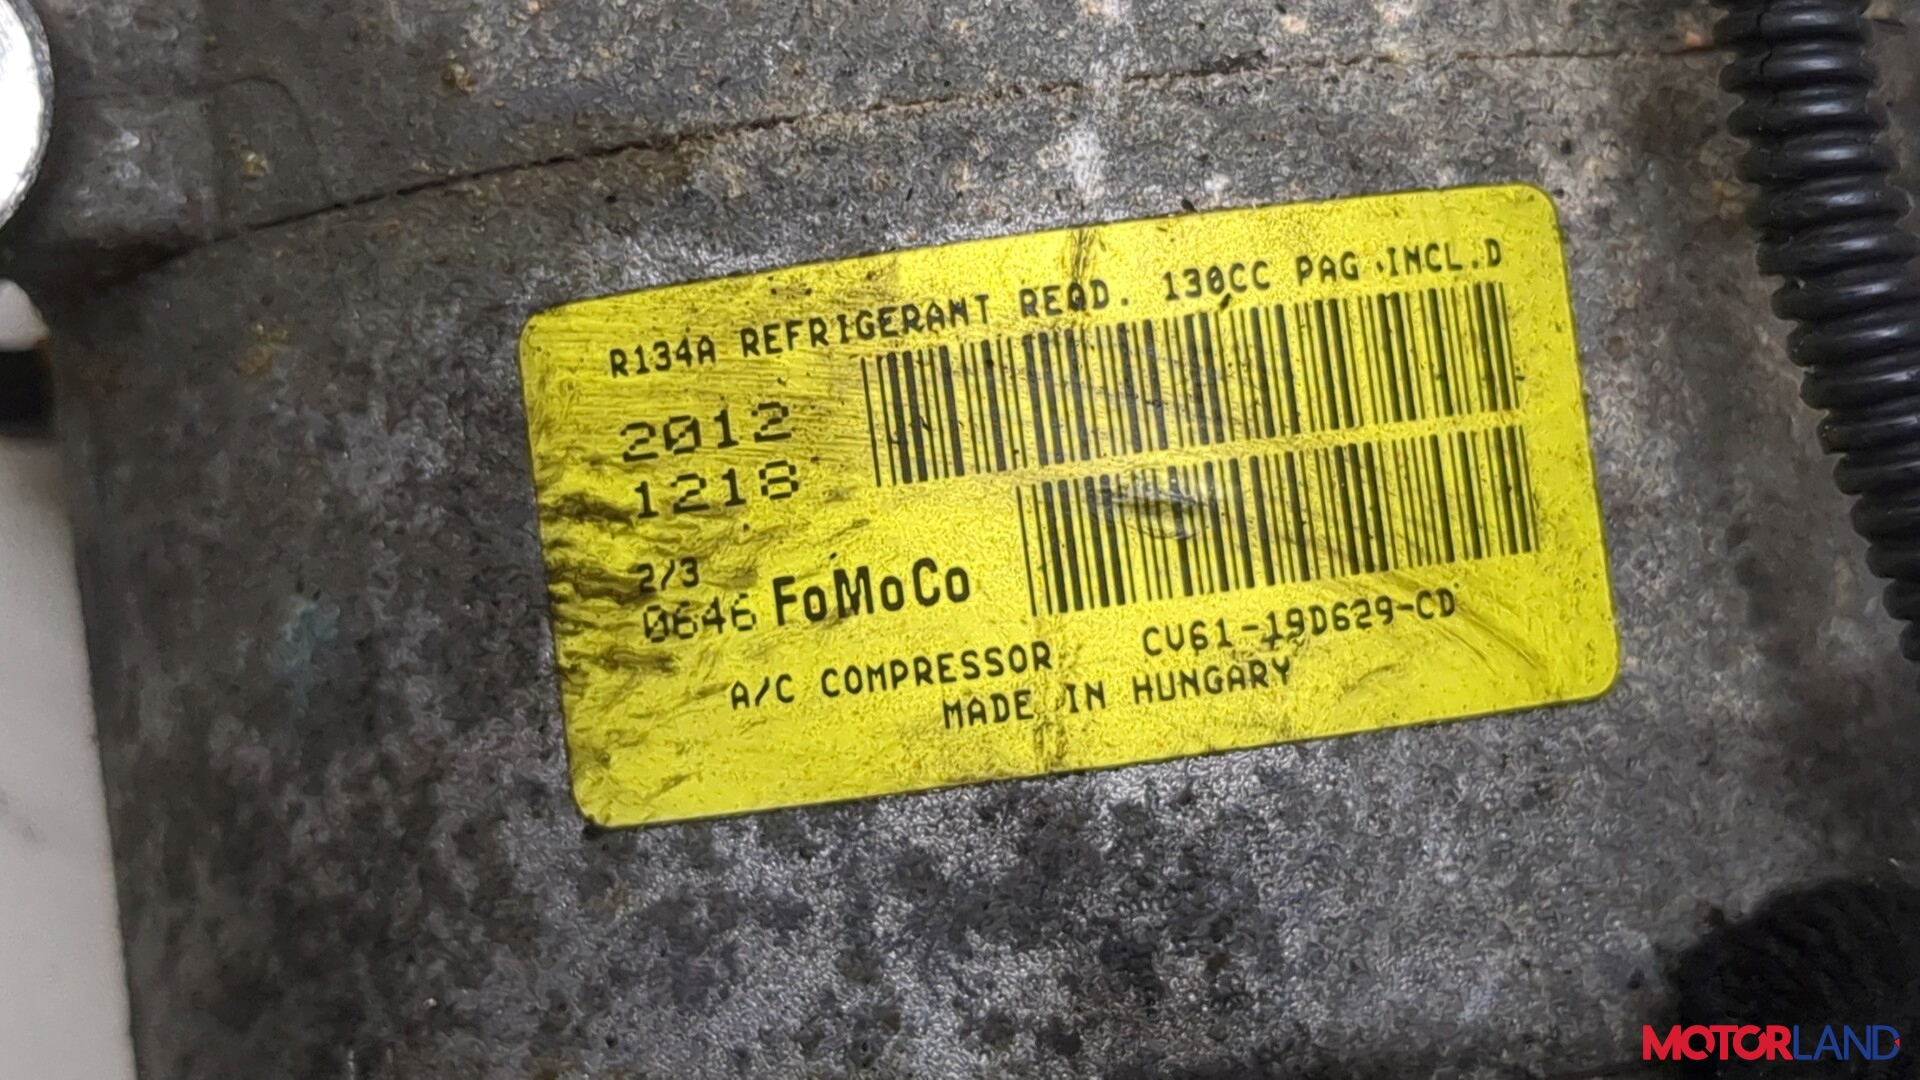 R134A REFRIGERANT REQD. 130CC PAG INCL.D
2012
1218
2/3
0646 FoMoCo
A/C COMPRESSOR CV61-19D629-CD
MADE IN HUNGARY
MOTORLAND